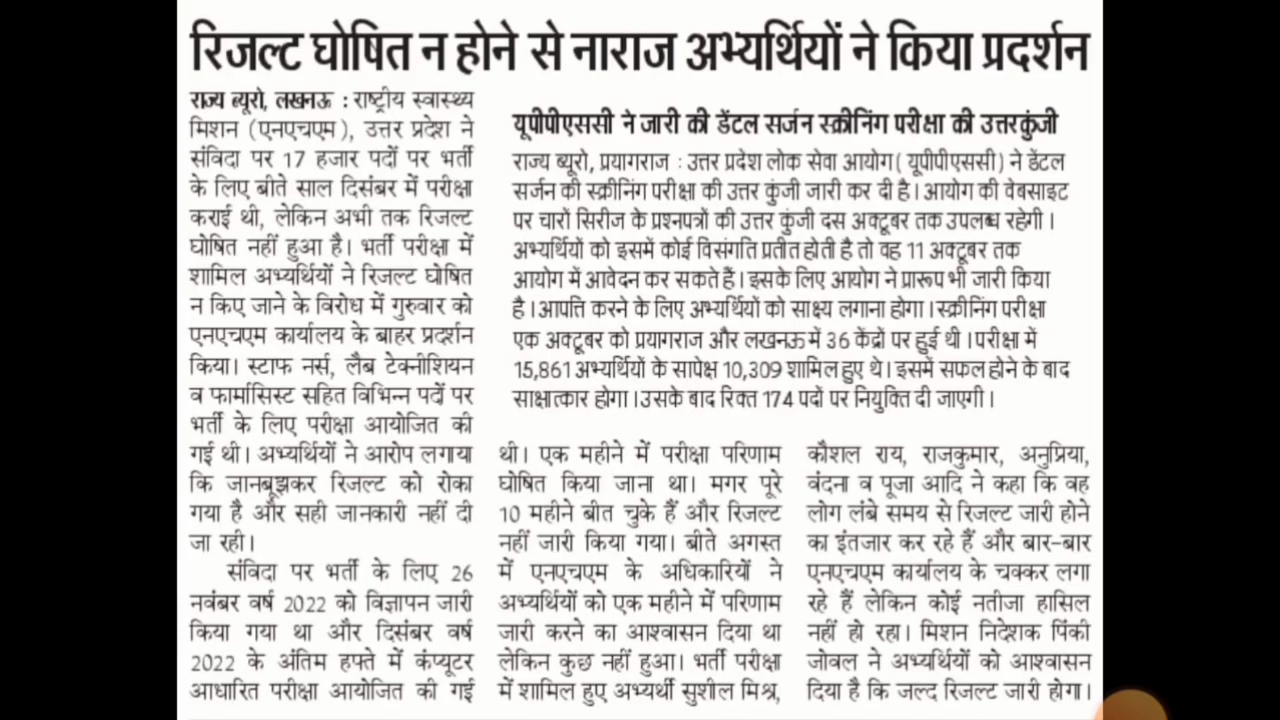 रिजल्ट घोषित न होने से नाराज अभ्यर्थियों ने किया प्रदर्शन
राज्य ब्यूरो, लखनऊ : राष्ट्रीय स्वास्थ्य
मिशन (एनएचएम), उत्तर प्रदेश ने
संविदा पर 17 हजार पदों पर भर्ती
के लिए बीते साल दिसंबर में परीक्षा
कराई थी, लेकिन अभी तक रिजल्ट
घोषित नहीं हुआ है। भर्ती परीक्षा में
शामिल अभ्यर्थियों ने रिजल्ट घोषित
न किए जाने के विरोध में गुरुवार को
एनएचएम कार्यालय के बाहर प्रदर्शन
किया। स्टाफ नर्स, लैब टेक्नीशियन
व फार्मासिस्ट सहित विभिन्न पदों पर
भर्ती के लिए परीक्षा आयोजित की
गई थी। अभ्यर्थियों ने आरोप लगाया
कि जानबूझकर रिजल्ट को रोका
गया है और सही जानकारी नहीं दी
जा रही।
संविदा पर भर्ती के लिए 26
नवंबर वर्ष 2022 को विज्ञापन जारी
किया गया था और दिसंबर वर्ष
2022 के अंतिम हफ्ते में कंप्यूटर
आधारित परीक्षा आयोजित की गई
थी। एक महीने में परीक्षा परिणाम
घोषित किया जाना था। मगर पूरे
10 महीने बीत चुके हैं और रिजल्ट
नहीं जारी किया गया। बीते अगस्त
में एनएचएम के अधिकारियों ने
अभ्यर्थियों को एक महीने में परिणाम
जारी करने का आश्वासन दिया था
लेकिन कुछ नहीं हुआ। भर्ती परीक्षा
में शामिल हुए अभ्यर्थी सुशील मिश्र,
कौशल राय, राजकुमार, अनुप्रिया,
वंदना व पूजा आदि ने कहा कि वह
लोग लंबे समय से रिजल्ट जारी होने
का इंतजार कर रहे हैं और बार-बार
एनएचएम कार्यालय के चक्कर लगा
रहे हैं लेकिन कोई नतीजा हासिल
नहीं हो रहा। मिशन निदेशक पिंकी
जोवल ने अभ्यर्थियों को आश्वासन
दिया है कि जल्द रिजल्ट जारी होगा।
यूपीपीएससी ने जारी की डेंटल सर्जन स्क्रीनिंग परीक्षा की उत्तरकुंजी
राज्य ब्यूरो, प्रयागराज : उत्तर प्रदेश लोक सेवा आयोग( यूपीपीएससी) ने डेंटल
सर्जन की स्क्रीनिंग परीक्षा की उत्तर कुंजी जारी कर दी है। आयोग की वेबसाइट
पर चारों सिरीज के प्रश्नपत्रों की उत्तर कुंजी दस अक्टूबर तक उपलब्ध रहेगी।
अभ्यर्थियों को इसमें कोई विसंगति प्रतीत होती है तो वह 11 अक्टूबर तक
आयोग में आवेदन कर सकते हैं। इसके लिए आयोग ने प्रारूप भी जारी किया
है। आपत्ति करने के लिए अभ्यर्थियों को साक्ष्य लगाना होगा। स्क्रीनिंग परीक्षा
एक अक्टूबर को प्रयागराज और लखनऊ में 36 केंद्रों पर हुई थी। परीक्षा में
15,861 अभ्यर्थियों के सापेक्ष 10,309 शामिल हुए थे। इसमें सफल होने के बाद
साक्षात्कार होगा। उसके बाद रिक्त 174 पदों पर नियुक्ति दी जाएगी।